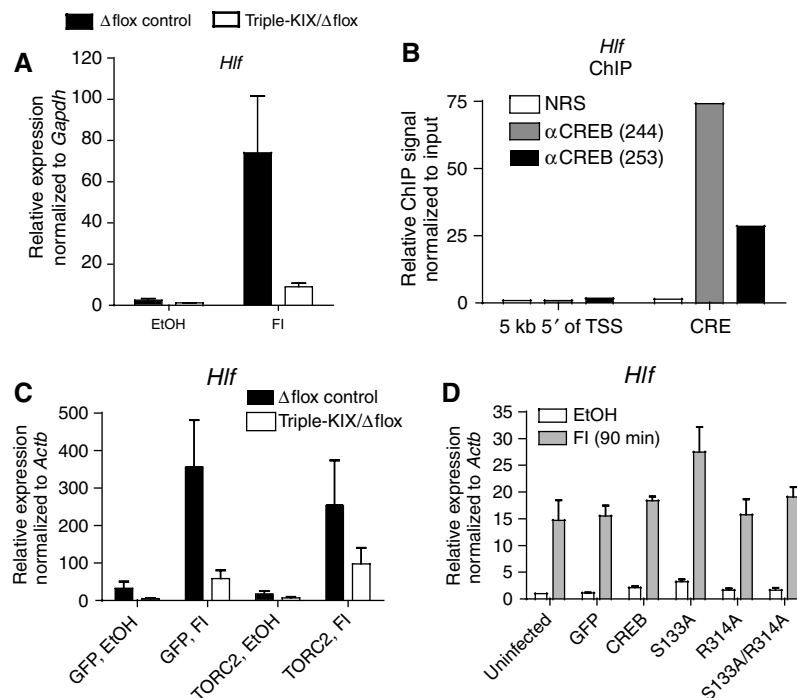 Δflox control
Triple-KIX/Δflox
A
Hlf
Relative expression
normalized to Gapdh
120
100
80
60
40
20
0
EtOH
FI
B
Hlf
ChIP
NRS
αCREB (244)
αCREB (253)
Relative ChIP signal
normalized to input
75
50
25
0
5 kb 5′ of TSS
CRE
C
Hlf
Δflox control
Triple-KIX/Δflox
Relative expression
normalized to Actb
500
400
300
200
100
0
GFP, EtOH
GFP, FI
TORC2, EtOH
TORC2, FI
D
Hlf
EtOH
FI (90 min)
Relative expression
normalized to Actb
35
30
25
20
15
10
5
0
Uninfected
GFP
CREB
S133A
R314A
S133A/R314A